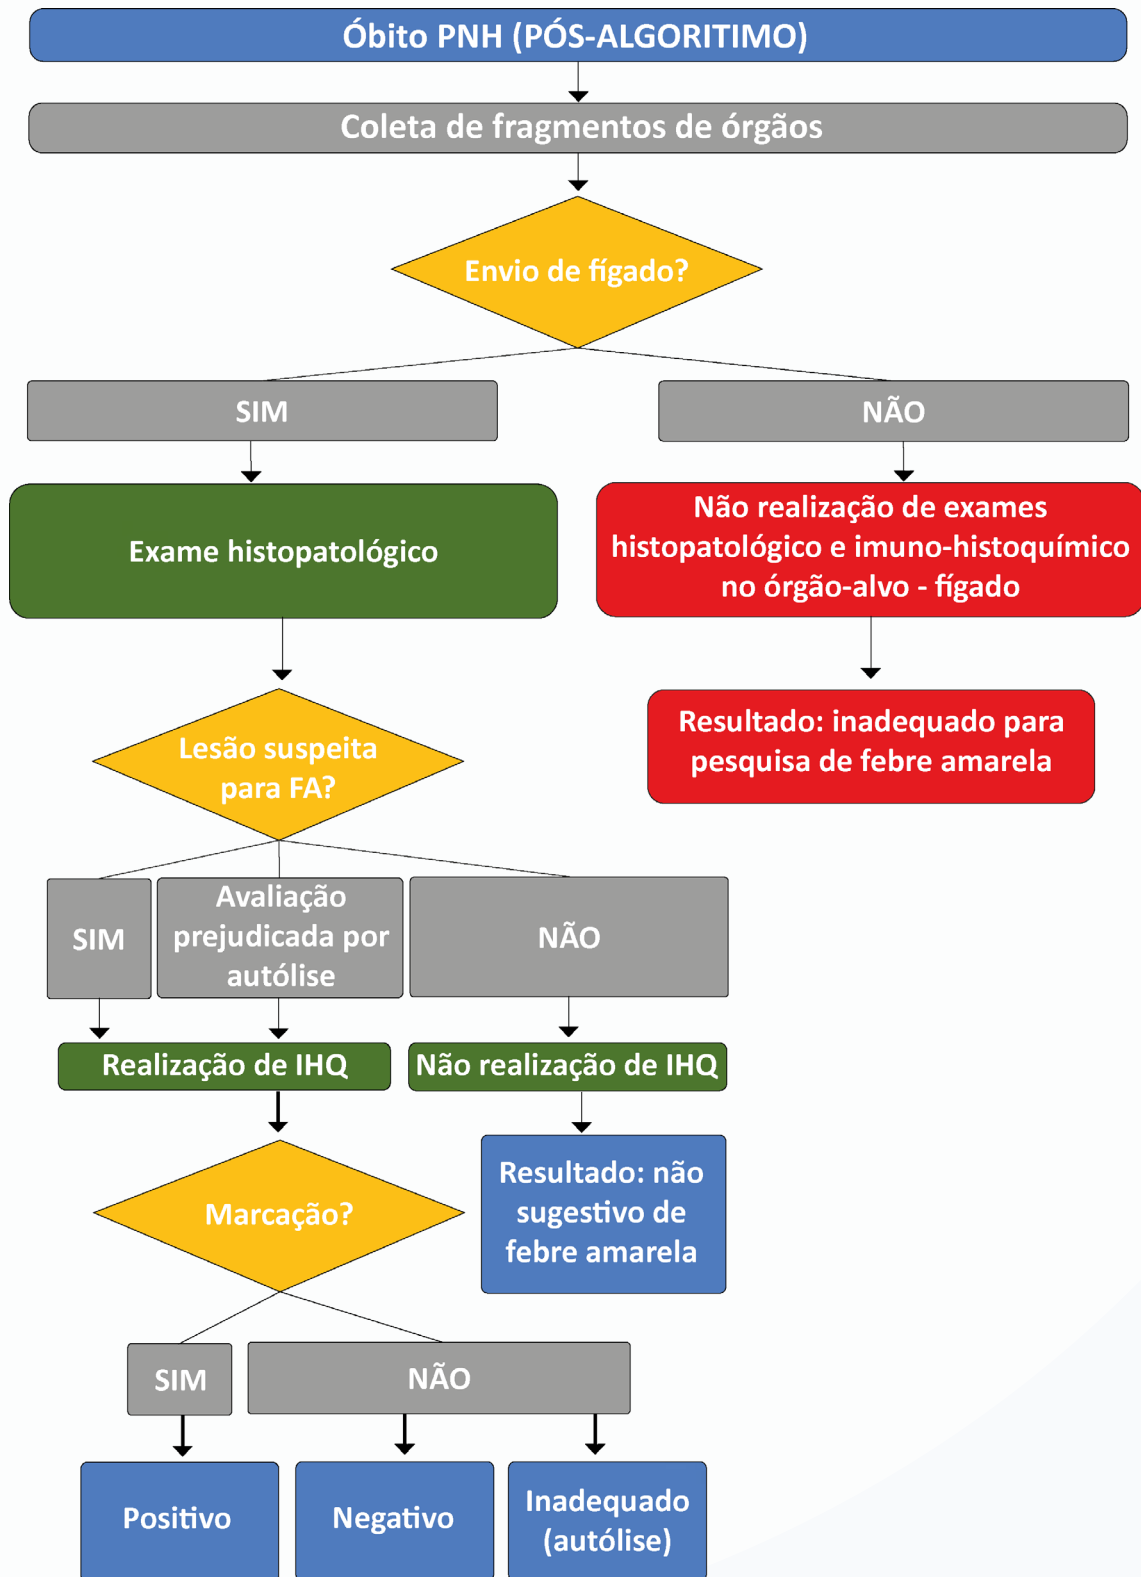 Óbito PNH (PÓS-ALGORITIMO)
Coleta de fragmentos de órgãos
Envio de fígado?
SIM
NÃO
Exame histopatológico
Não realização de exames
histopatológico e imuno-histoquímico
no órgão-alvo - fígado
Resultado: inadequado para
pesquisa de febre amarela
Lesão suspeita
para FA?
SIM
Avaliação
prejudicada por
autólise
NÃO
Realização de IHQ
Não realização de IHQ
Marcação?
Resultado: não
sugestivo de
febre amarela
SIM
NÃO
Positivo
Negativo
Inadequado
(autólise)